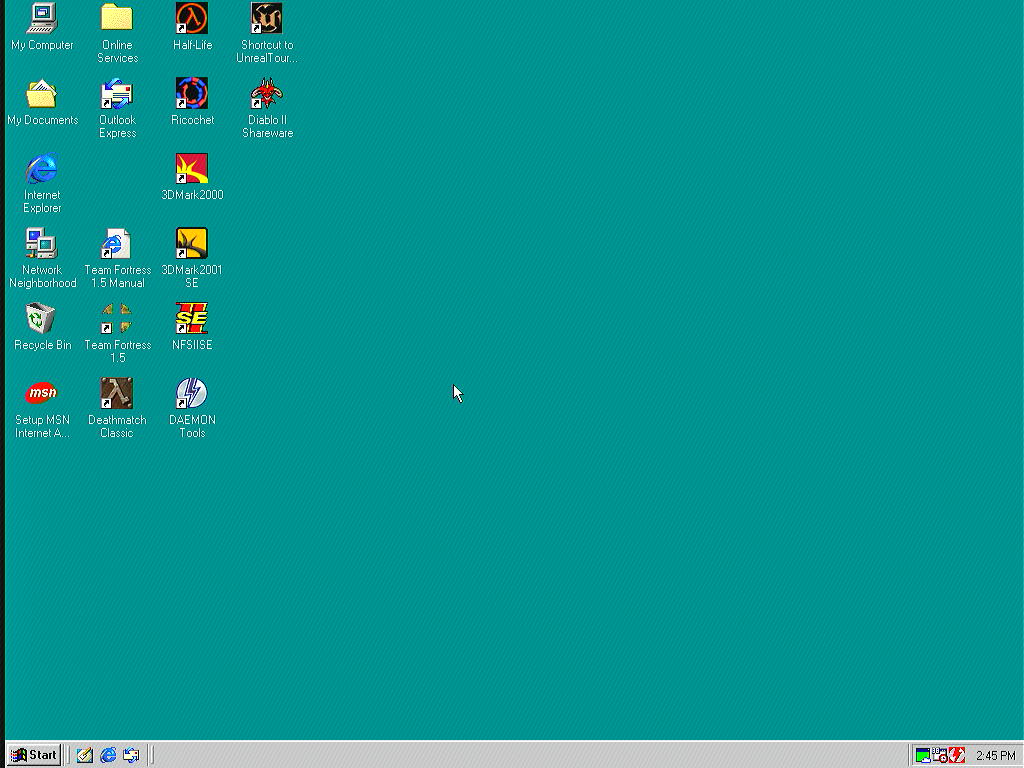 My Computer
Online
Services
Half-Life
Shortcut to
UnrealTour...
My Documents
Outlook
Express
Ricochet
Diablo II
Shareware
Internet
Explorer
3DMark2000
Network
Neighborhood
Team Fortress
1.5 Manual
3DMark2001
SE
Recycle Bin
Team Fortress
1.5
SE
NFSIISE
msn
Setup MSN
Internet A...
Deathmatch
Classic
DAEMON
Tools
Start
2:45 PM